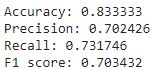 Accuracy: 0.833333
Precision: 0.702426
Recall: 0.731746
F1 score: 0.703432